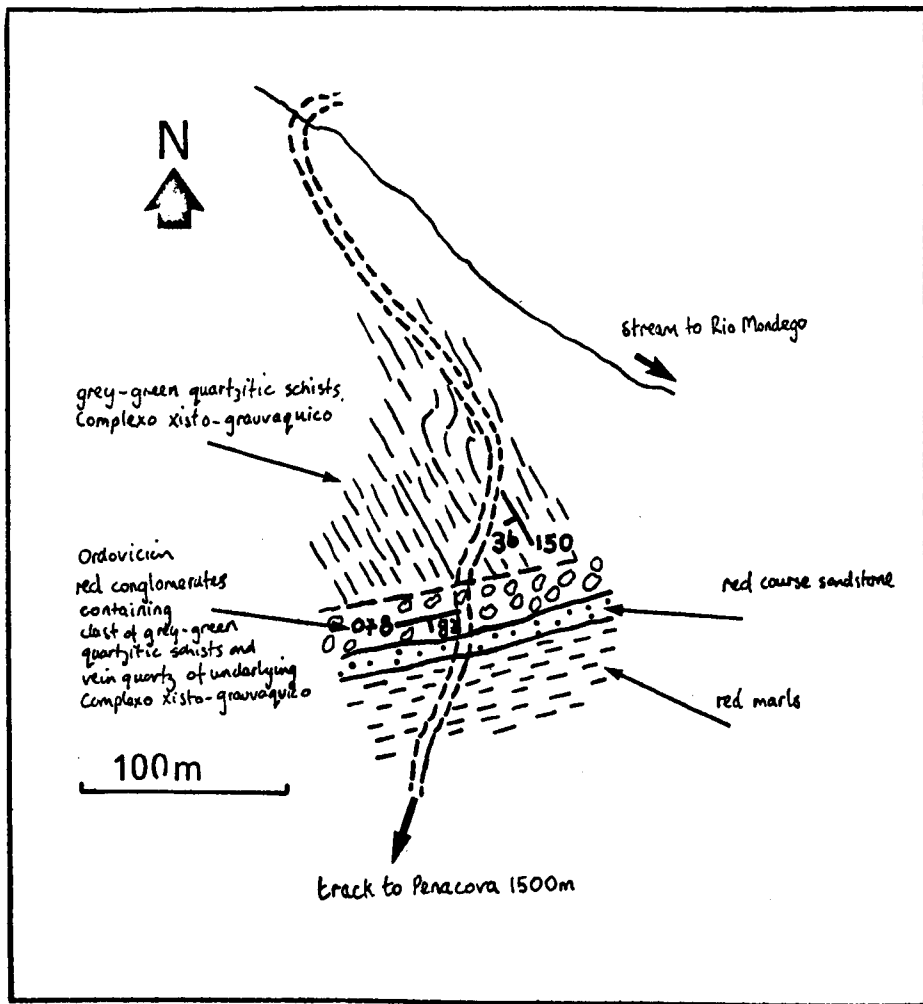 N
stream to Rio Mondego
grey-green quartzitic schists.
Complexo xisto-grauvaquico
36 150
Ordovician
red conglomerates
containing
clast of grey-green
quartzitic schists and
vein quartz of underlying
Complexo xisto-grauvaquico
078
red course sandstone
red marls
100m
track to Penacova 1500m